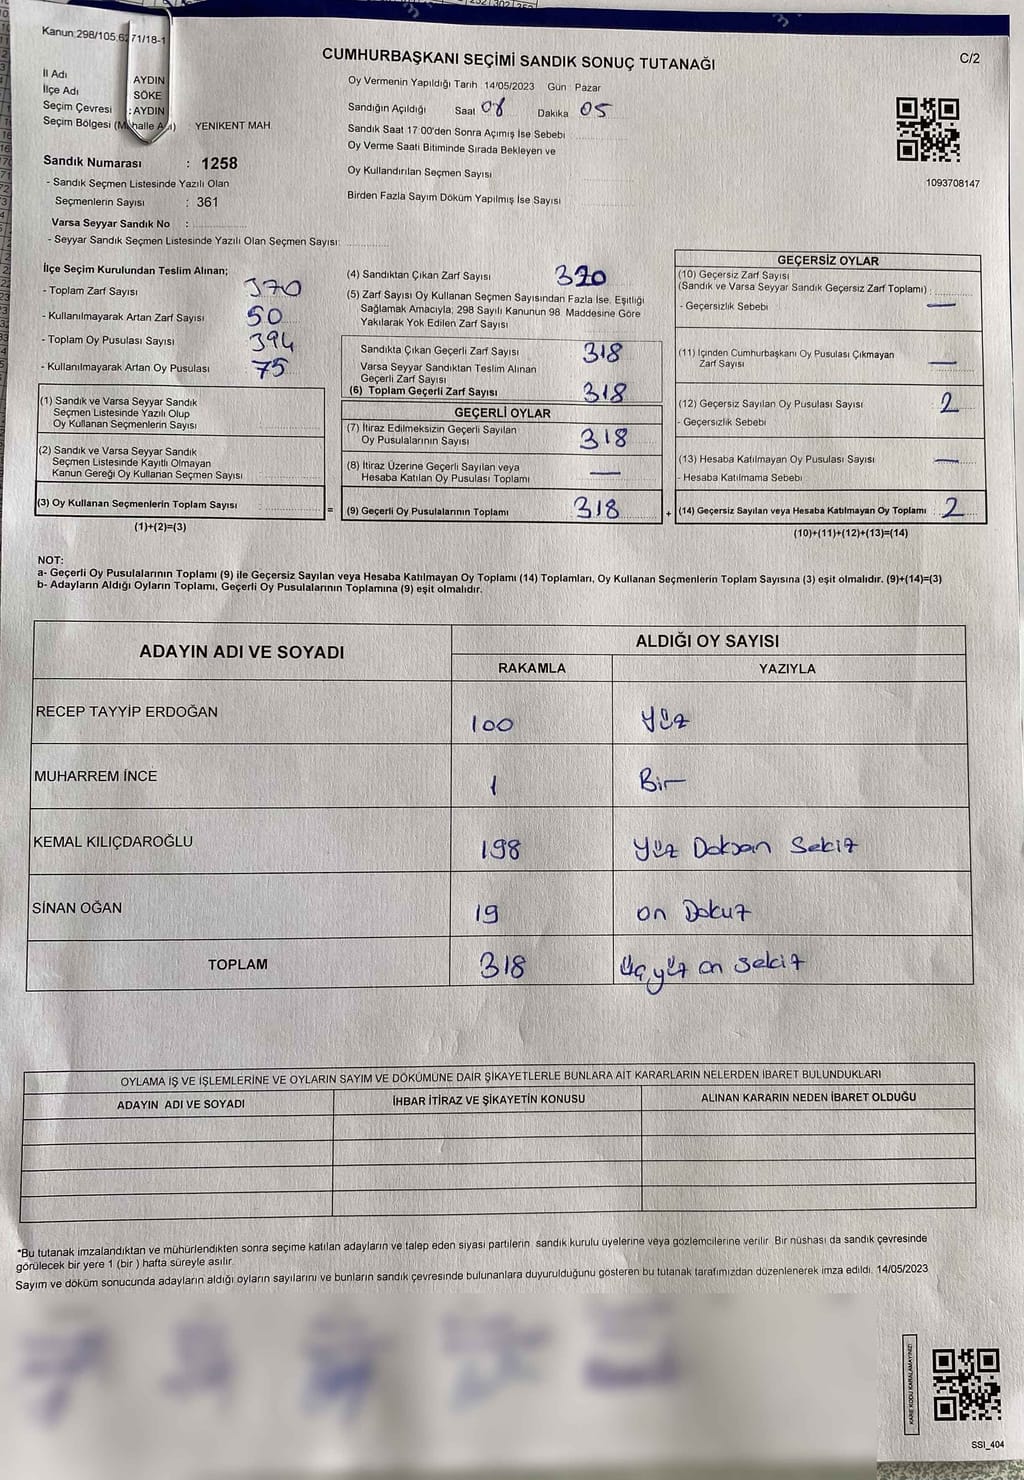 Kanun:298/105,6 71/18-1
CUMHURBAŞKANI SEÇİMİ SANDIK SONUÇ TUTANAĞI
C/2
İl Adı AYDIN
İlçe Adı SÖKE
Seçim Çevresi : AYDIN
Seçim Bölgesi YENIKENT MAH.
Sandık Numarası : 1258
- Sandık Seçmen Listesinde Yazılı Olan
Seçmenlerin Sayısı : 361
Varsa Seyyar Sandık No :
- Seyyar Sandık Seçmen Listesinde Yazılı Olan Seçmen Sayısı:
Oy Vermenin Yapıldığı Tarih 14/05/2023 Gün Pazar
Sandığın Açıldığı Saat 08 Dakika 05
Sandık Saat 17 00'den Sonra Açımış İse Sebebi
Oy Verme Saati Bitiminde Sırada Bekleyen ve
Oy Kullandırılan Seçmen Sayısı
Birden Fazla Sayım Döküm Yapılmış İse Sayısı
1093708147
İlçe Seçim Kurulundan Teslim Alınan;
- Toplam Zarf Sayısı 370
- Kullanılmayarak Artan Zarf Sayısı 50
- Toplam Oy Pusulası Sayısı 394
- Kullanılmayarak Artan Oy Pusulası 75
(1) Sandık ve Varsa Seyyar Sandık
Seçmen Listesinde Yazılı Olup
Oy Kullanan Seçmenlerin Sayısı
(2) Sandık ve Varsa Seyyar Sandık
Seçmen Listesinde Kayıtlı Olmayan
Kanun Gereği Oy Kullanan Seçmen Sayısı
(3) Oy Kullanan Seçmenlerin Toplam Sayısı
(1)+(2)=(3)
=
(4) Sandıktan Çıkan Zarf Sayısı 320
(5) Zarf Sayısı Oy Kullanan Seçmen Sayısından Fazla İse, Eşitliği
Sağlamak Amacıyla; 298 Sayılı Kanunun 98. Maddesine Göre
Yakılarak Yok Edilen Zarf Sayısı
Sandıkta Çıkan Geçerli Zarf Sayısı 318
Varsa Seyyar Sandıktan Teslim Alınan
Geçerli Zarf Sayısı
(6) Toplam Geçerli Zarf Sayısı 318
GEÇERLİ OYLAR
(7) İtiraz Edilmeksizin Geçerli Sayılan
Oy Pusulalarının Sayısı 318
(8) İtiraz Üzerine Geçerli Sayılan veya
Hesaba Katılan Oy Pusulası Toplamı —
(9) Geçerli Oy Pusulalarının Toplamı 318
+
GEÇERSİZ OYLAR
(10) Geçersiz Zarf Sayısı
(Sandık ve Varsa Seyyar Sandık Geçersiz Zarf Toplamı)
- Geçersizlik Sebebi —
(11) İçinden Cumhurbaşkanı Oy Pusulası Çıkmayan
Zarf Sayısı —
(12) Geçersiz Sayılan Oy Pusulası Sayısı 2
- Geçersizlik Sebebi
(13) Hesaba Katılmayan Oy Pusulası Sayısı —
- Hesaba Katılmama Sebebi
(14) Geçersiz Sayılan veya Hesaba Katılmayan Oy Toplamı : 2
(10)+(11)+(12)+(13)=(14)
NOT:
a- Geçerli Oy Pusulalarının Toplamı (9) ile Geçersiz Sayılan veya Hesaba Katılmayan Oy Toplamı (14) Toplamları, Oy Kullanan Seçmenlerin Toplam Sayısına (3) eşit olmalıdır. (9)+(14)=(3)
b- Adayların Aldığı Oyların Toplamı, Geçerli Oy Pusulalarının Toplamına (9) eşit olmalıdır.
ADAYIN ADI VE SOYADI ALDIĞI OY SAYISI
RAKAMLA YAZIYLA
RECEP TAYYİP ERDOĞAN 100 Yüz
MUHARREM İNCE 1 Bir
KEMAL KILIÇDAROĞLU 198 Yüz Doksan Sekiz
SİNAN OĞAN 19 on Dokuz
TOPLAM 318 Üçyüz on sekiz
OYLAMA İŞ VE İŞLEMLERİNE VE OYLARIN SAYIM VE DÖKÜMÜNE DAİR ŞİKAYETLERLE BUNLARA AİT KARARLARIN NELERDEN İBARET BULUNDUKLARI
ADAYIN ADI VE SOYADI İHBAR İTİRAZ VE ŞİKAYETİN KONUSU ALINAN KARARIN NEDEN İBARET OLDUĞU
*Bu tutanak imzalandıktan ve mühürlendikten sonra seçime katılan adayların ve talep eden siyasi partilerin sandık kurulu üyelerine veya gözlemcilerine verilir. Bir nüshası da sandık çevresinde
görülecek bir yere 1 (bir ) hafta süreyle asılır.
Sayım ve döküm sonucunda adayların aldığı oyların sayılarını ve bunların sandık çevresinde bulunanlara duyurulduğunu gösteren bu tutanak tarafımızdan düzenlenerek imza edildi. 14/05/2023
KARE KODU KARALAMAYINIZ!
SSI_404